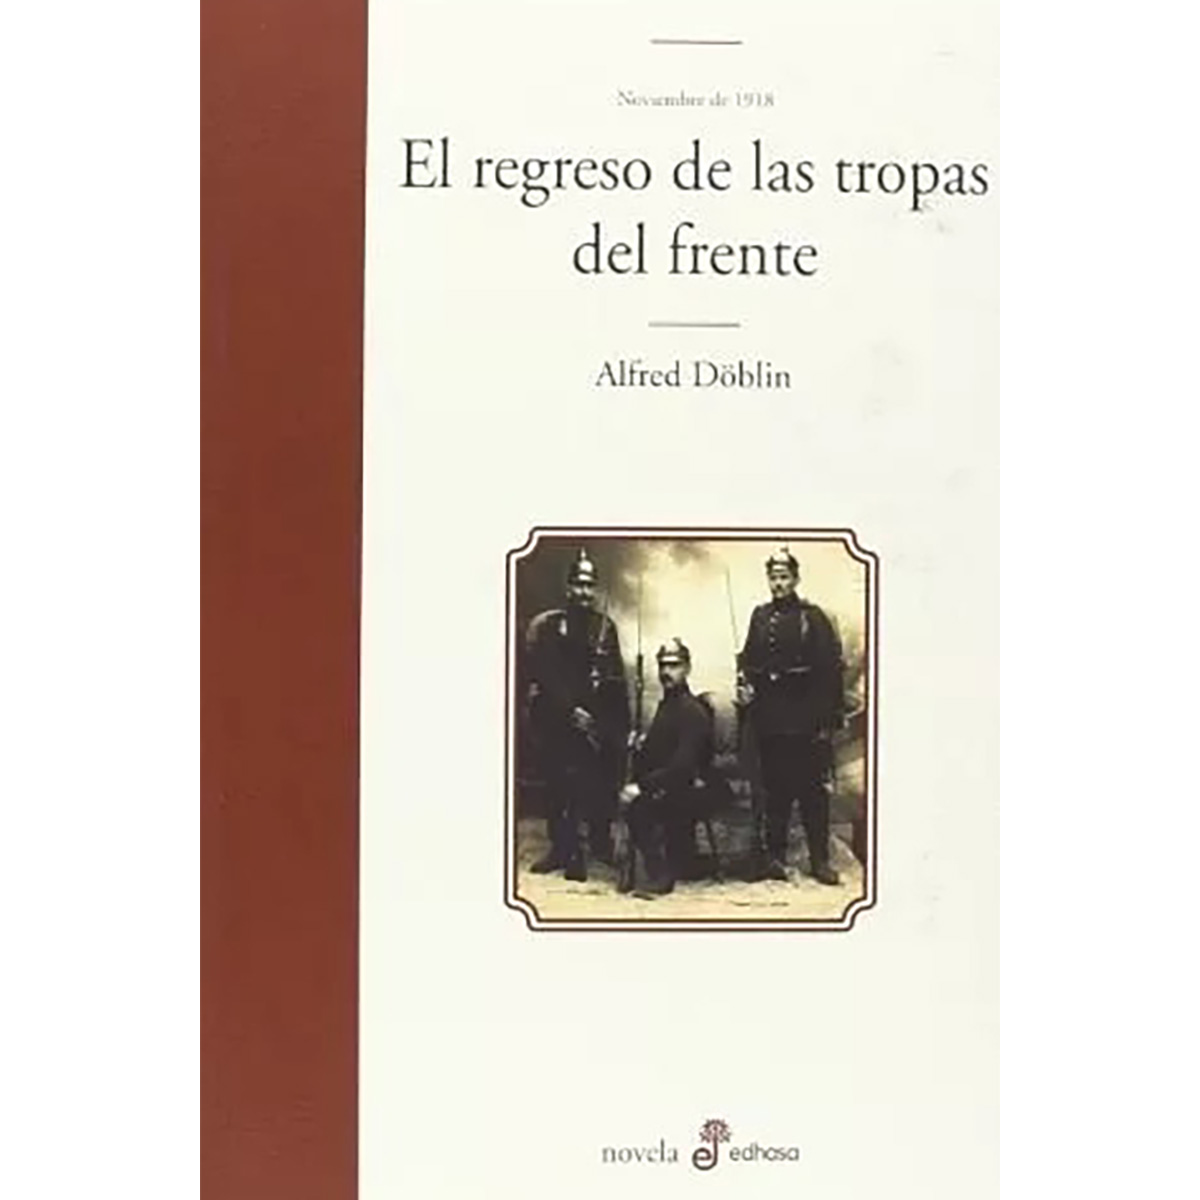 Noviembre de 1918
El regreso de las tropas
del frente
Alfred Döblin
novela edhasa